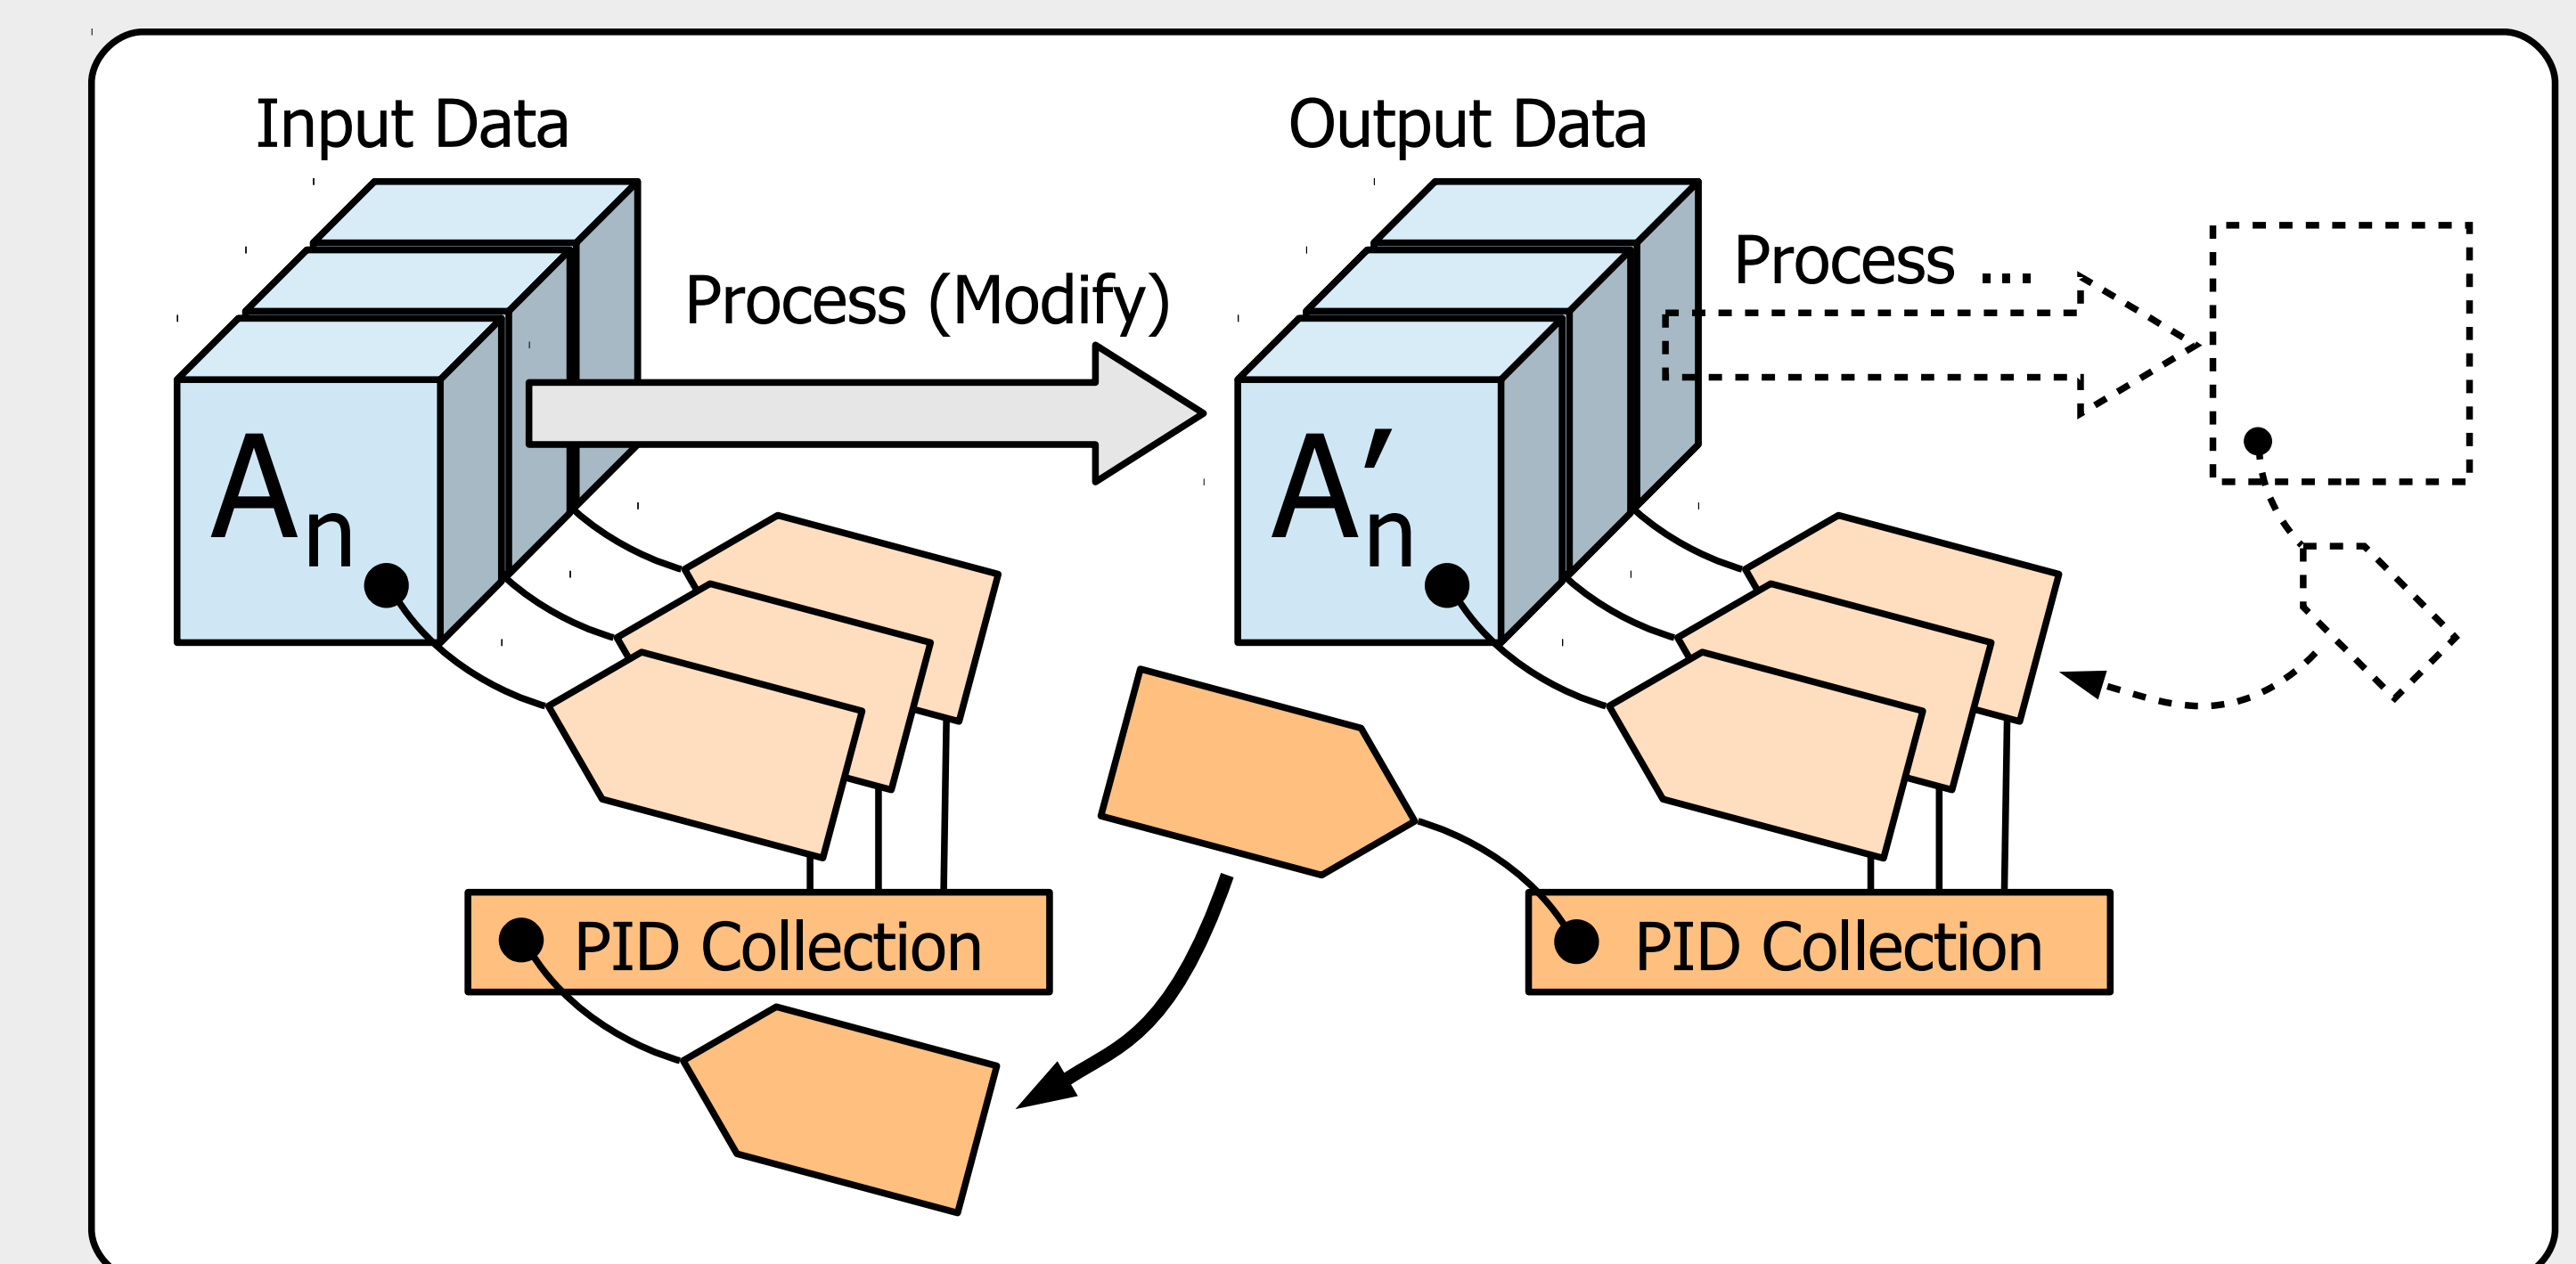 Input Data
Output Data
Process (Modify)
Process ...
Aₙ
A′ₙ
PID Collection
PID Collection